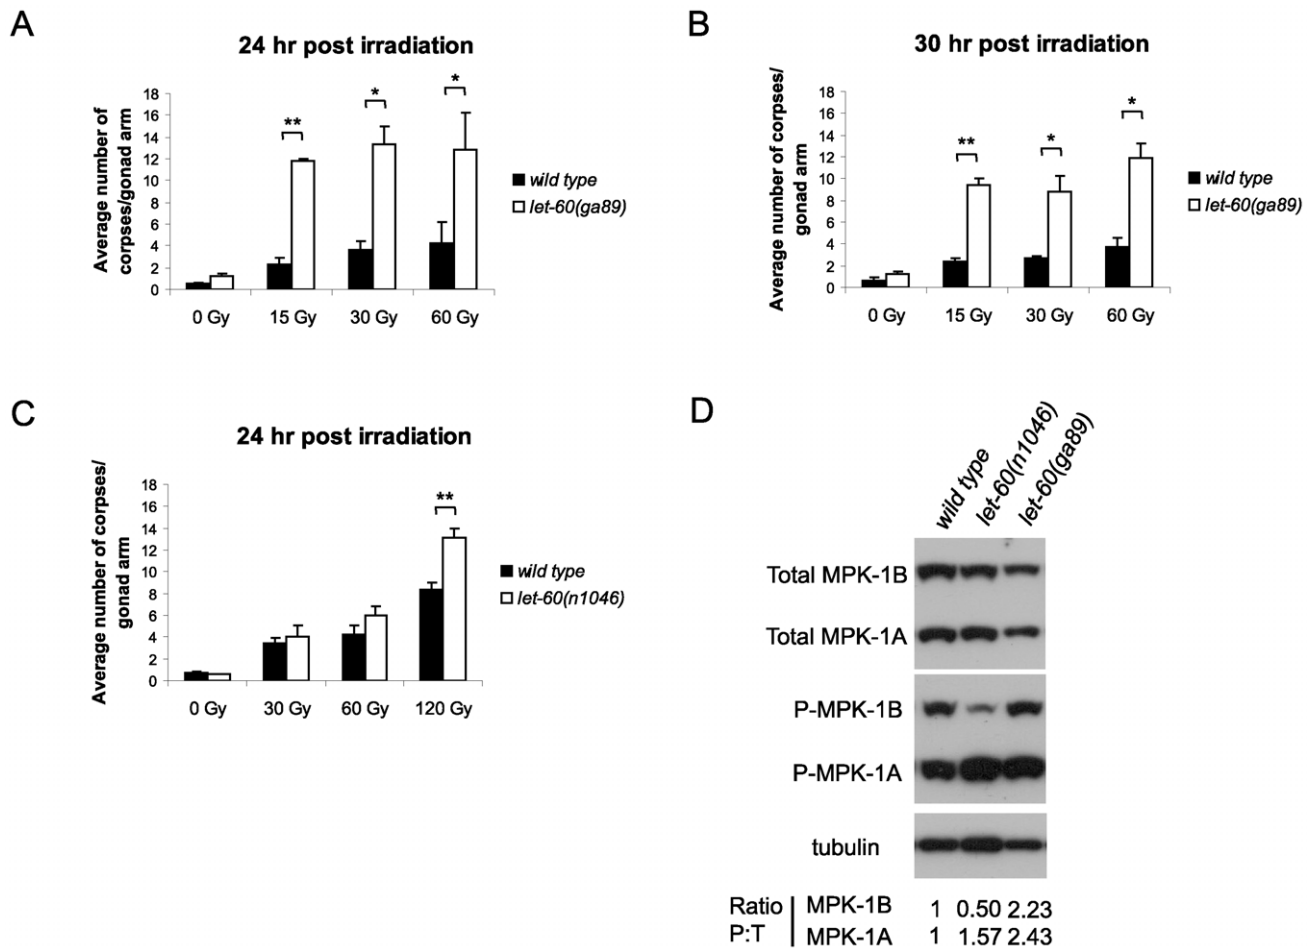 A
24 hr post irradiation
Average number of
corpses/gonad arm
18
16
14
12
10
8
6
4
2
0
**
*
*
0 Gy
15 Gy
30 Gy
60 Gy
wild type
let-60(ga89)
B
30 hr post irradiation
Average number of corpses/
gonad arm
18
16
14
12
10
8
6
4
2
0
**
*
*
0 Gy
15 Gy
30 Gy
60 Gy
wild type
let-60(ga89)
C
24 hr post irradiation
Average number of corpses/
gonad arm
18
16
14
12
10
8
6
4
2
0
**
0 Gy
30 Gy
60 Gy
120 Gy
wild type
let-60(n1046)
D
wild type
let-60(n1046)
let-60(ga89)
Total MPK-1B
Total MPK-1A
P-MPK-1B
P-MPK-1A
tubulin
Ratio
P:T
MPK-1B 1 0.50 2.23
MPK-1A 1 1.57 2.43